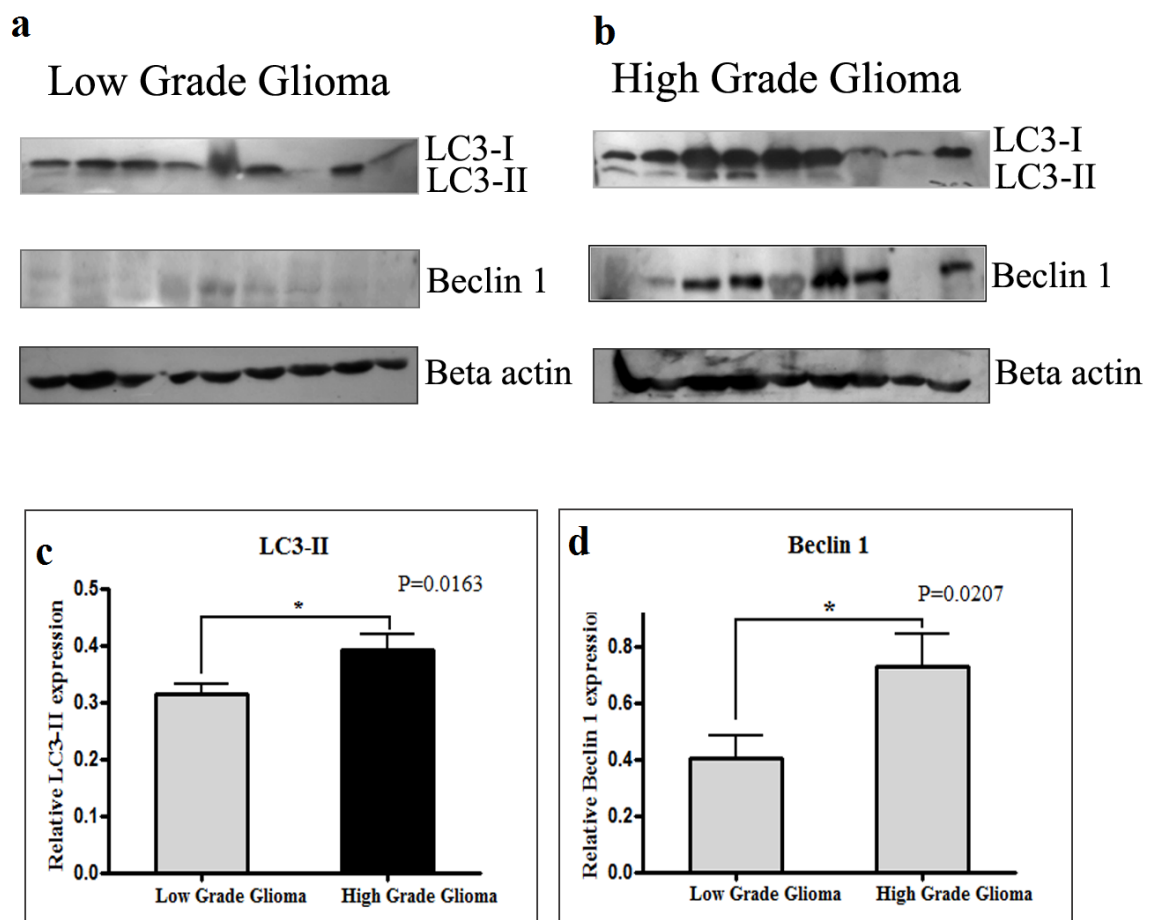 a
Low Grade Glioma
LC3-I
LC3-II
Beclin 1
Beta actin
b
High Grade Glioma
LC3-I
LC3-II
Beclin 1
Beta actin
c
LC3-II
P=0.0163
*
Relative LC3-II expression
0.5
0.4
0.3
0.2
0.1
0.0
Low Grade Glioma
High Grade Glioma
d
Beclin 1
P=0.0207
*
Relative Beclin 1 expressio
0.8
0.6
0.4
0.2
0.0
Low Grade Glioma
High Grade Glioma